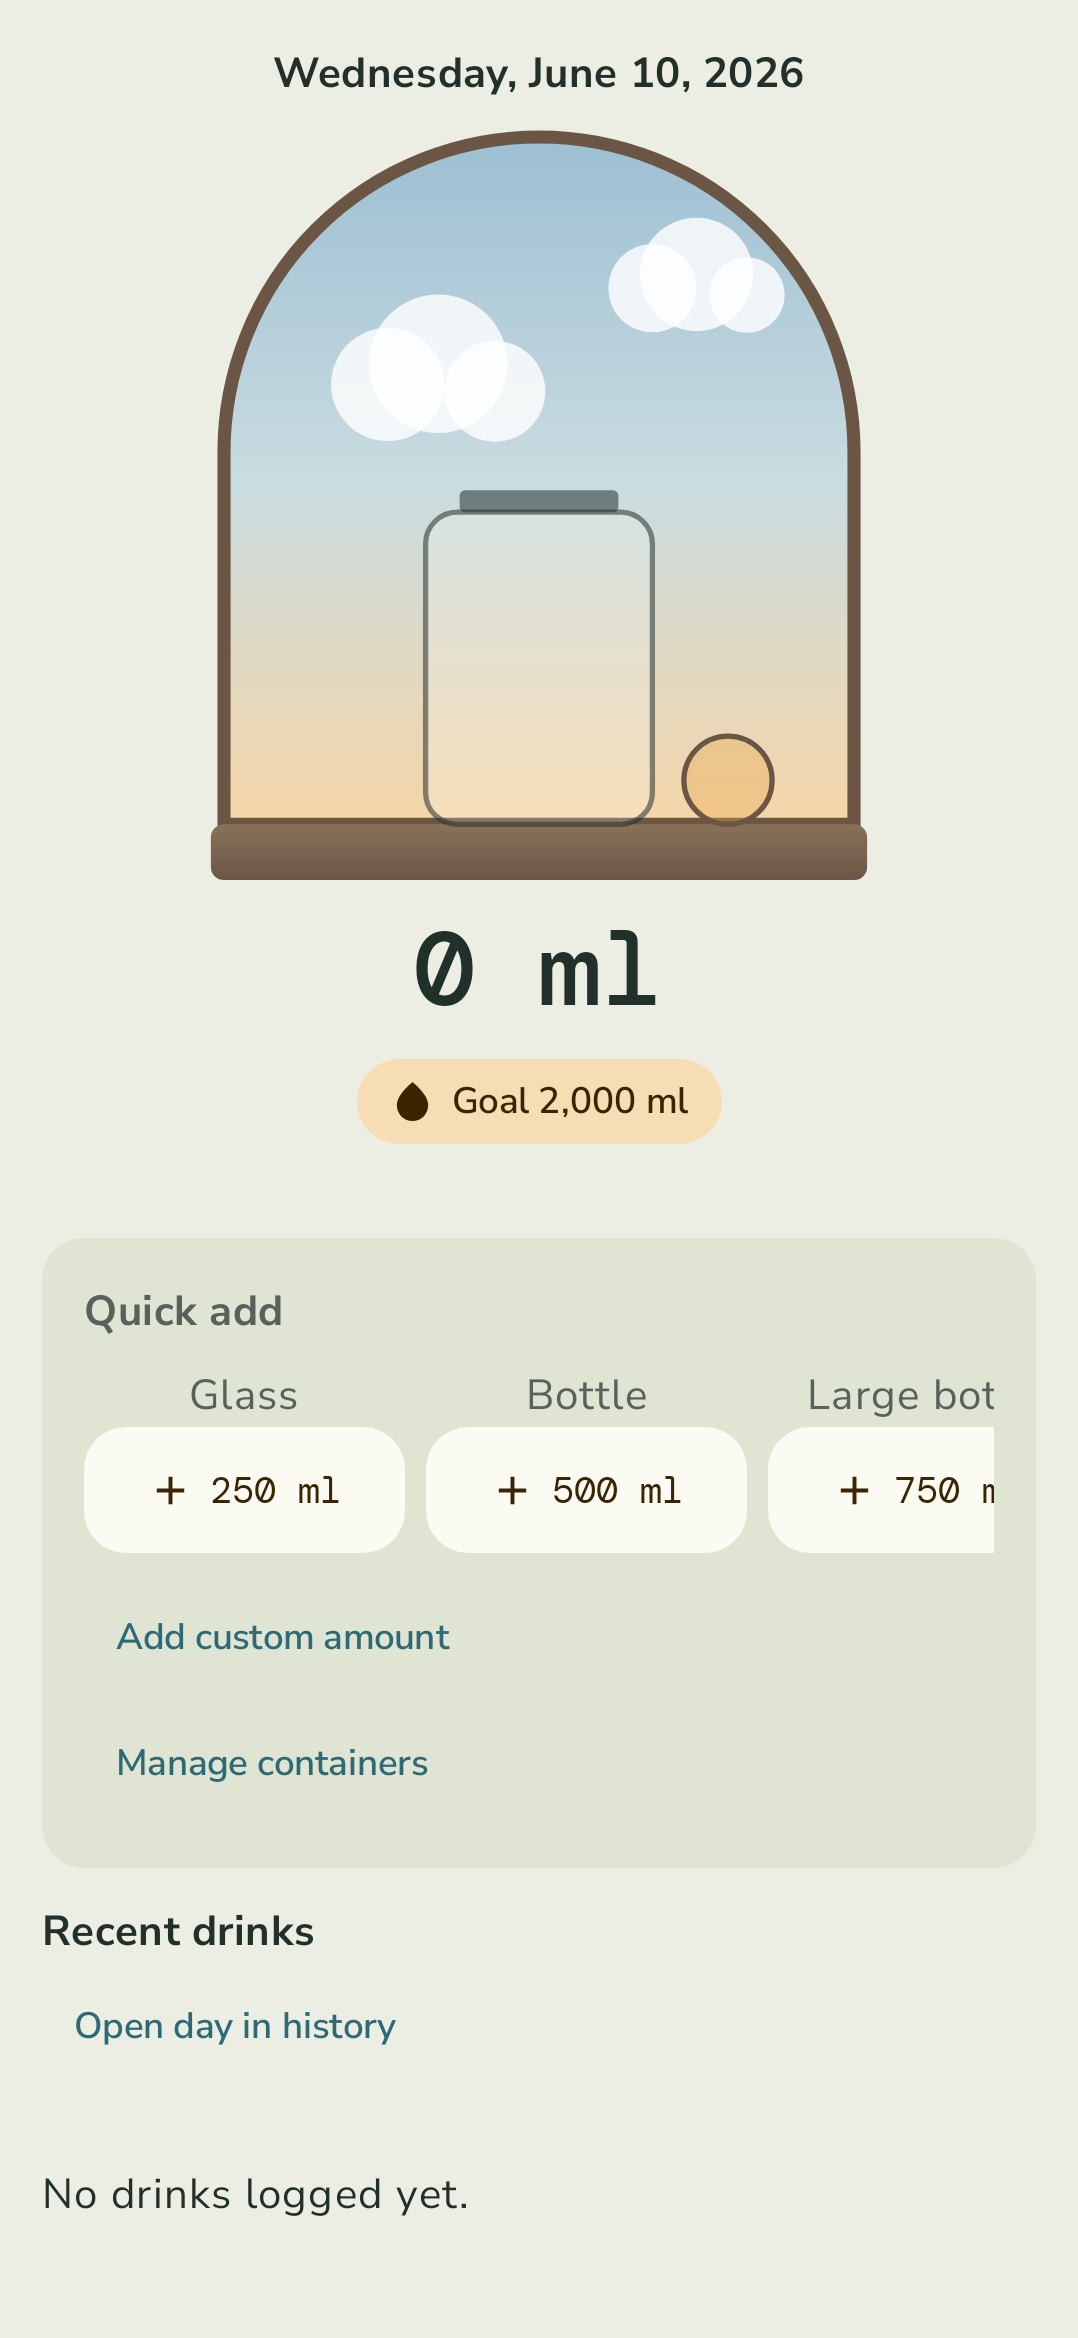 Wednesday, June 10, 2026
0 ml
Goal 2,000 ml
Quick add
Glass Bottle Large bot
+ 250 ml + 500 ml + 750 m
Add custom amount
Manage containers
Recent drinks
Open day in history
No drinks logged yet.